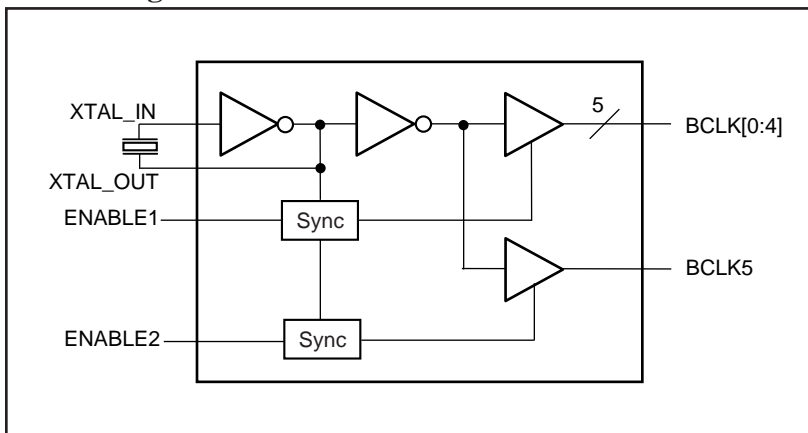 5
XTAL_IN
BCLK[0:4]
XTAL_OUT
ENABLE1
Sync
BCLK5
ENABLE2
Sync